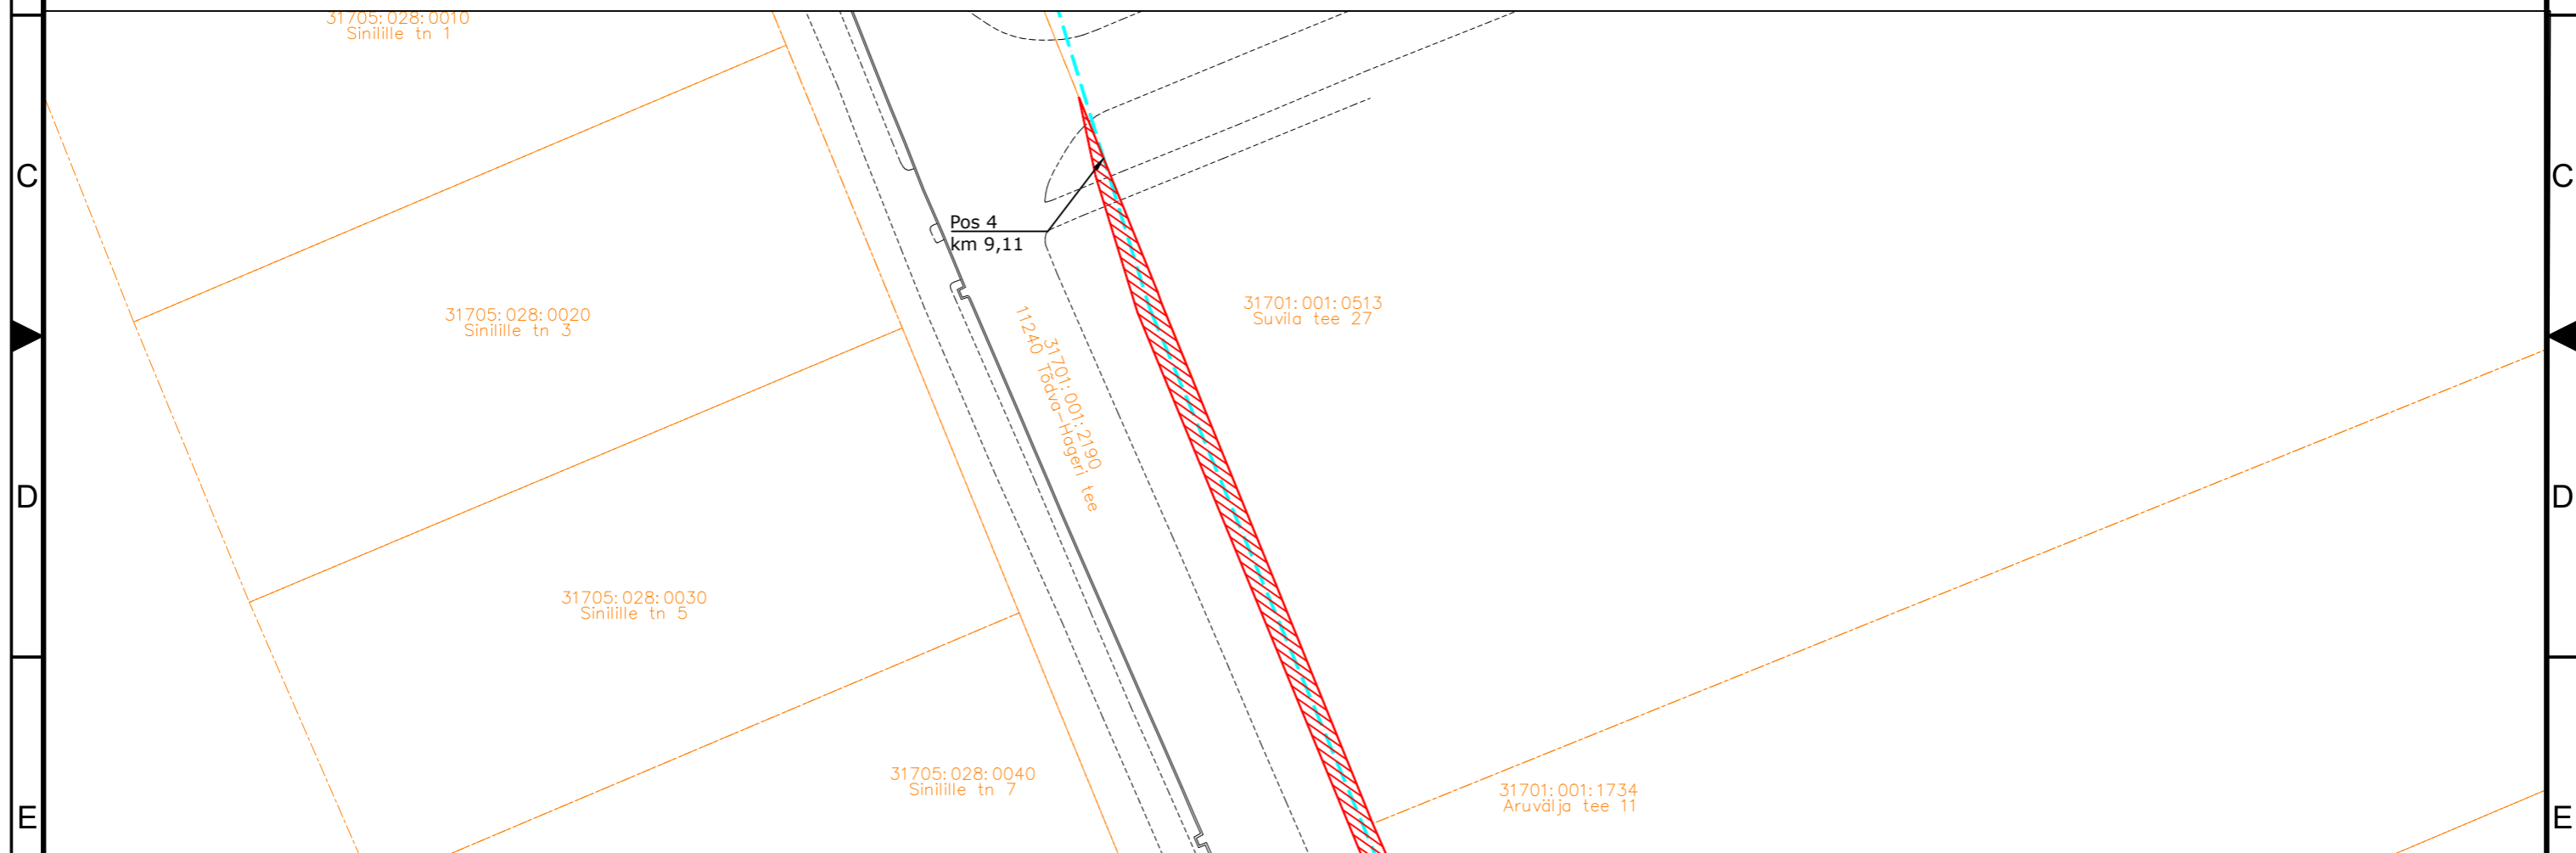 31705:028:0010
Sinilille tn 1
C
C
Pos 4
km 9,11
31705:028:0020
Sinilille tn 3
31701:001:0513
Suvila tee 27
31701:001:2190
11240 Tõdva-Hageri tee
D
D
31705:028:0030
Sinilille tn 5
31705:028:0040
Sinilille tn 7
31701:001:1734
Aruvälja tee 11
E
E